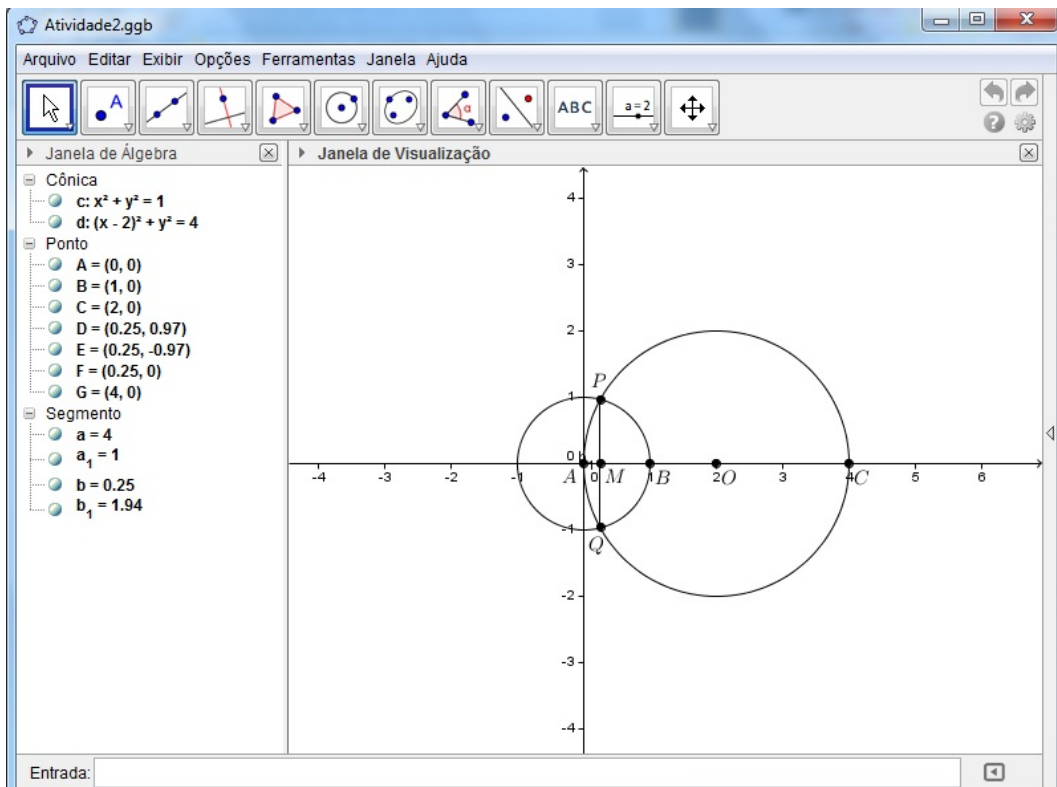 Atividade2.ggb
Arquivo Editar Exibir Opções Ferramentas Janela Ajuda
A
α
ABC
a=2
Janela de Álgebra
Janela de Visualização
Cônica
c: x² + y² = 1
d: (x - 2)² + y² = 4
Ponto
A = (0, 0)
B = (1, 0)
C = (2, 0)
D = (0.25, 0.97)
E = (0.25, -0.97)
F = (0.25, 0)
G = (4, 0)
Segmento
a = 4
a₁ = 1
b = 0.25
b₁ = 1.94
4
3
2
P
1
0
-4 -3 -2 -1 0 1 2 3 4 5 6
A M B O C
-1
Q
-2
-3
-4
Entrada: